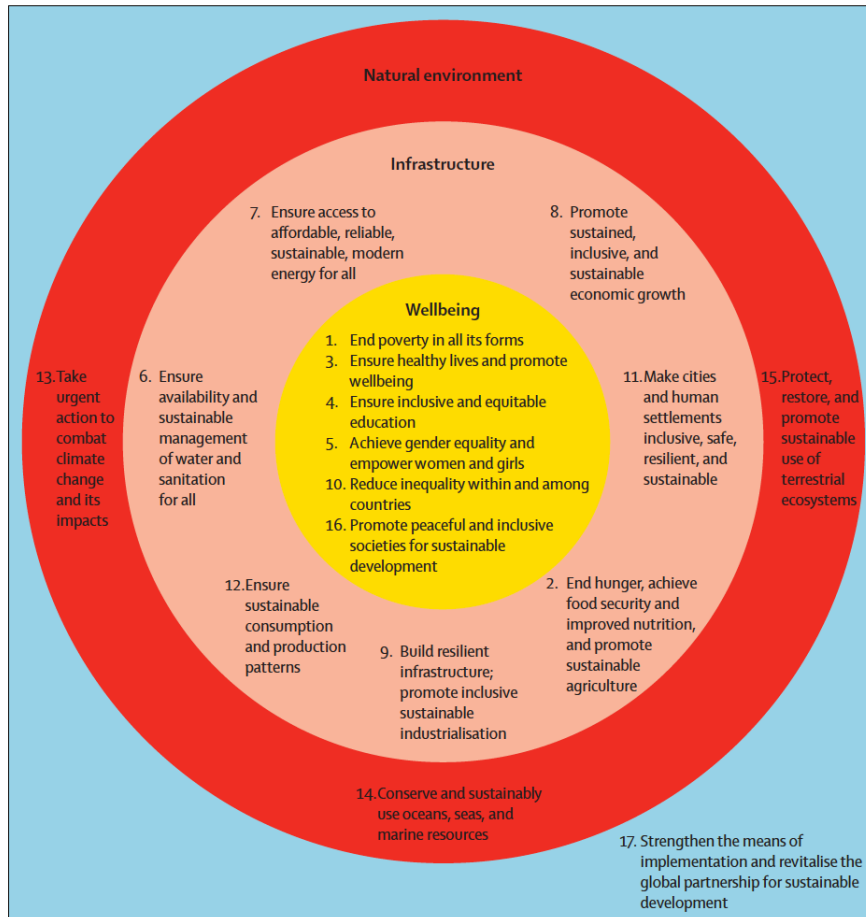 Natural environment
Infrastructure
7. Ensure access to
affordable, reliable,
sustainable, modern
energy for all
8. Promote
sustained,
inclusive, and
sustainable
economic growth
Wellbeing
1. End poverty in all its forms
3. Ensure healthy lives and promote
wellbeing
4. Ensure inclusive and equitable
education
5. Achieve gender equality and
empower women and girls
10. Reduce inequality within and among
countries
16. Promote peaceful and inclusive
societies for sustainable
development
13. Take
urgent
action to
combat
climate
change
and its
impacts
6. Ensure
availability and
sustainable
management
of water and
sanitation
for all
11. Make cities
and human
settlements
inclusive, safe,
resilient, and
sustainable
15. Protect,
restore, and
promote
sustainable
use of
terrestrial
ecosystems
12. Ensure
sustainable
consumption
and production
patterns
9. Build resilient
infrastructure;
promote inclusive
sustainable
industrialisation
2. End hunger, achieve
food security and
improved nutrition,
and promote
sustainable
agriculture
14. Conserve and sustainably
use oceans, seas, and
marine resources
17. Strengthen the means of
implementation and revitalise the
global partnership for sustainable
development